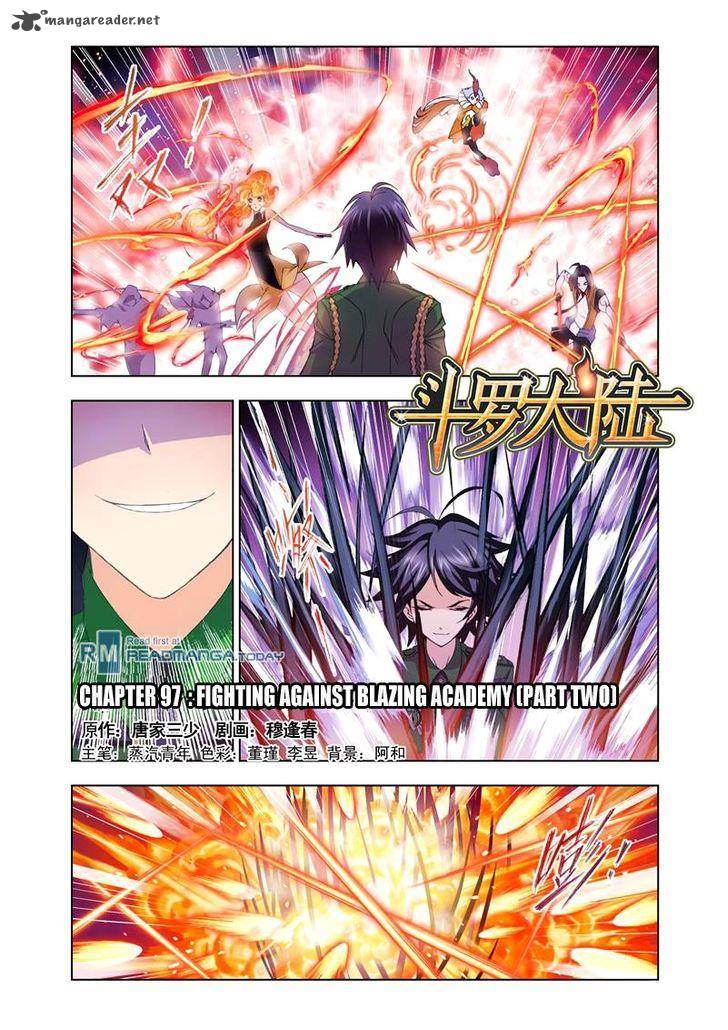 mangareader.net
轰!
斗罗大陆
Read first at
RM READMANGA.TODAY
CHAPTER 97 : FIGHTING AGAINST BLAZING ACADEMY (PART TWO)
原作：唐家三少 剧画：穆逢春
主笔：蒸汽青年 色彩：董瑾 李昱 背景：阿和
嘭!!